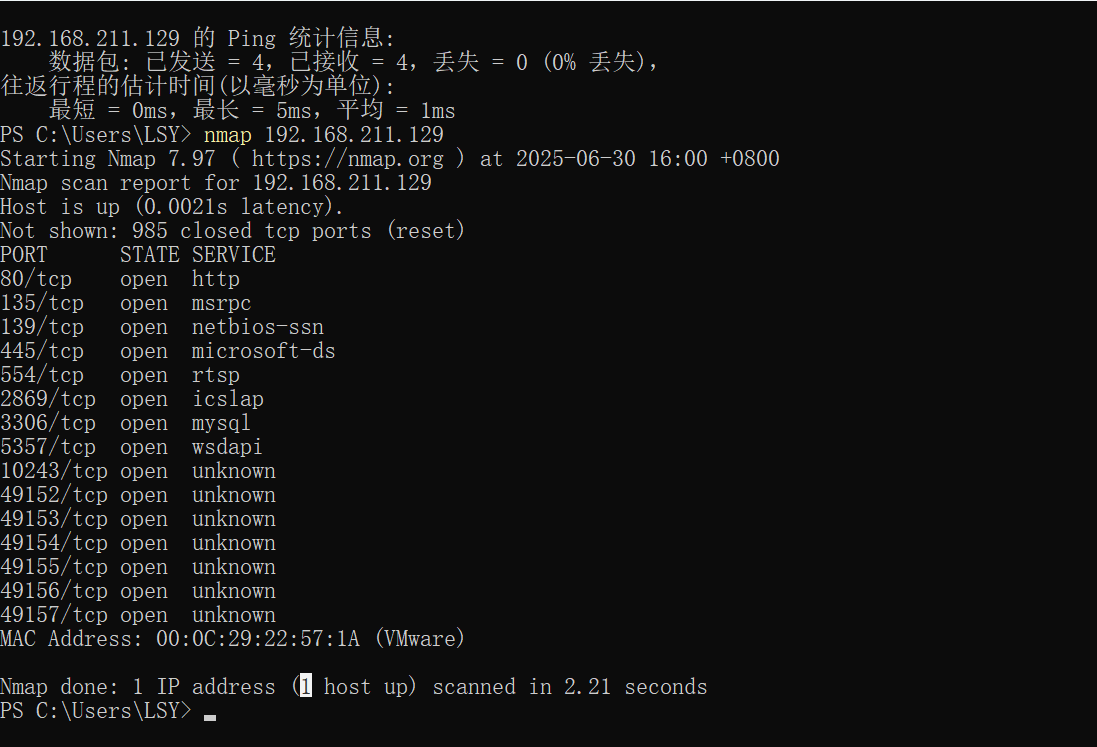 192.168.211.129 的 Ping 统计信息:
    数据包: 已发送 = 4，已接收 = 4，丢失 = 0 (0% 丢失)，
往返行程的估计时间(以毫秒为单位):
    最短 = 0ms，最长 = 5ms，平均 = 1ms
PS C:\Users\LSY> nmap 192.168.211.129
Starting Nmap 7.97 ( https://nmap.org ) at 2025-06-30 16:00 +0800
Nmap scan report for 192.168.211.129
Host is up (0.0021s latency).
Not shown: 985 closed tcp ports (reset)
PORT      STATE SERVICE
80/tcp    open  http
135/tcp   open  msrpc
139/tcp   open  netbios-ssn
445/tcp   open  microsoft-ds
554/tcp   open  rtsp
2869/tcp  open  icslap
3306/tcp  open  mysql
5357/tcp  open  wsdapi
10243/tcp open  unknown
49152/tcp open  unknown
49153/tcp open  unknown
49154/tcp open  unknown
49155/tcp open  unknown
49156/tcp open  unknown
49157/tcp open  unknown
MAC Address: 00:0C:29:22:57:1A (VMware)
Nmap done: 1 IP address (1 host up) scanned in 2.21 seconds
PS C:\Users\LSY>